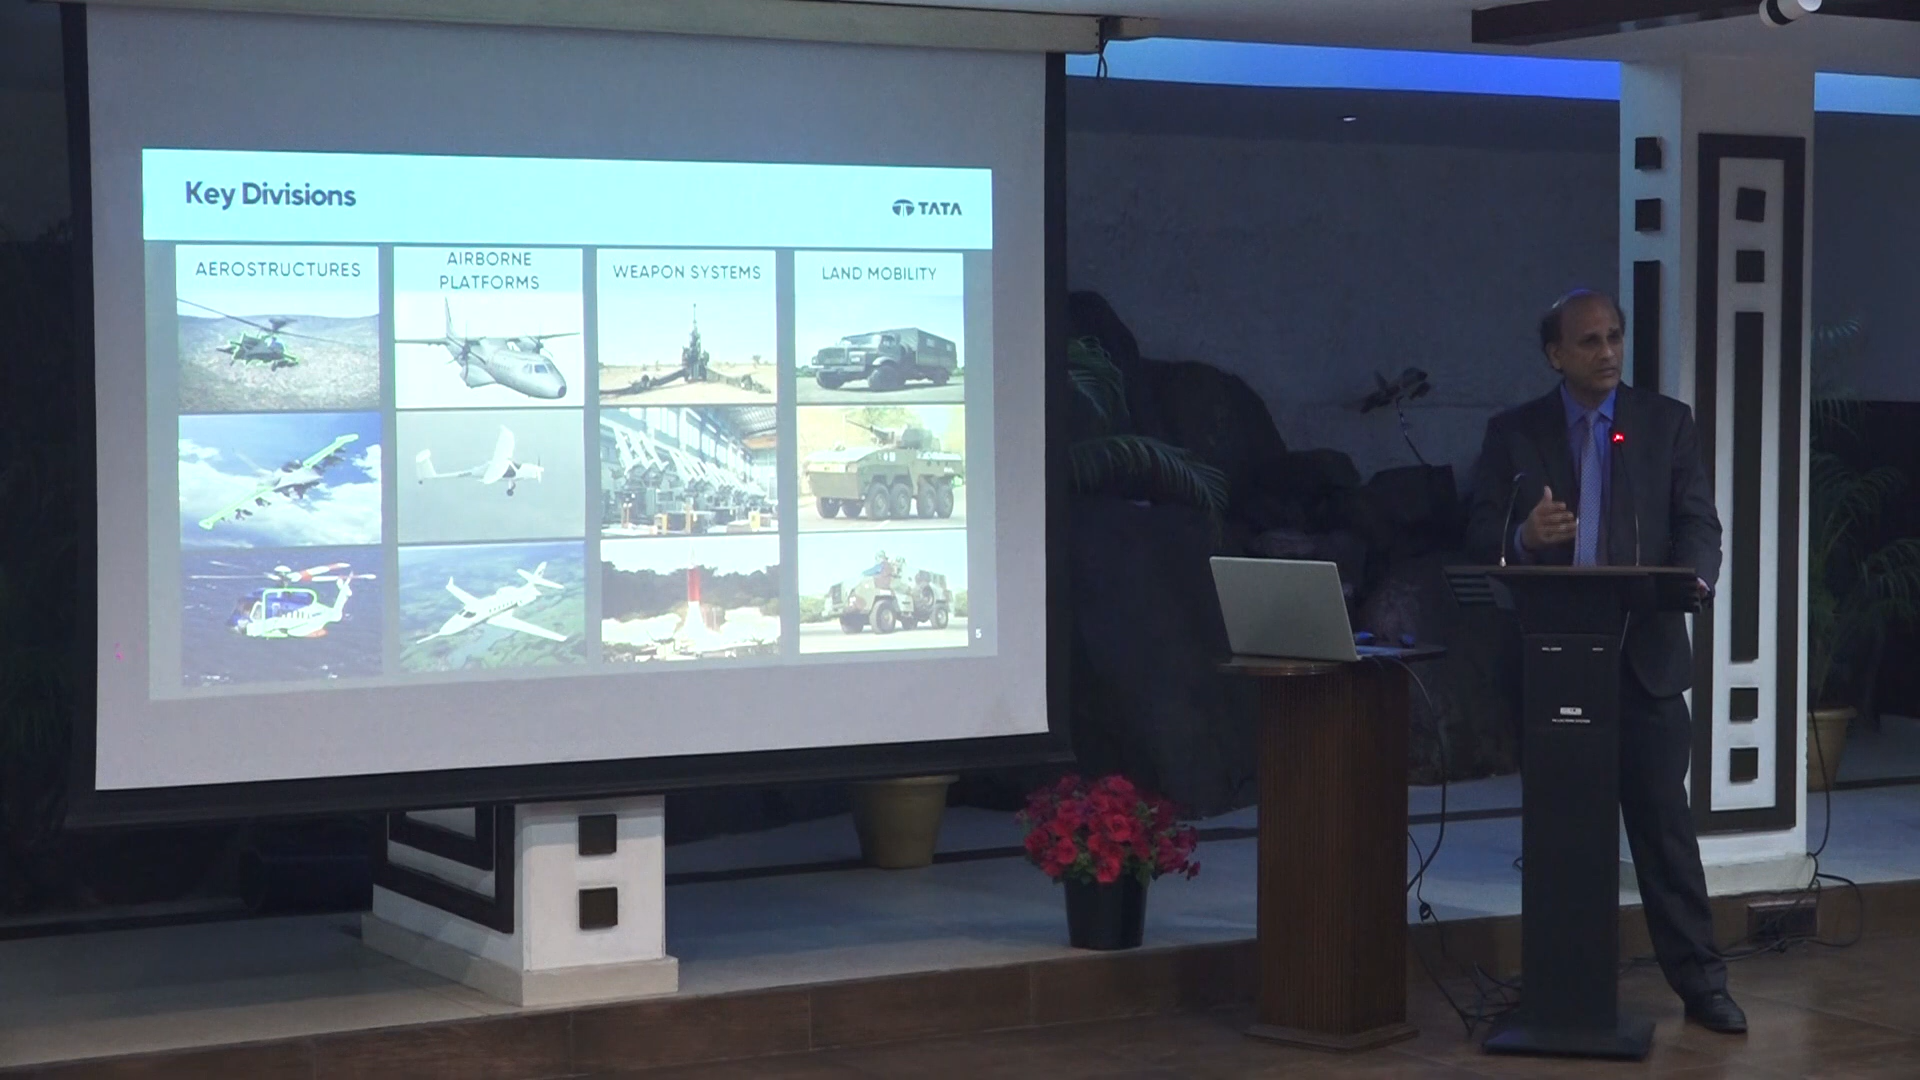 Key Divisions
TATA
AEROSTRUCTURES
AIRBORNE
PLATFORMS
WEAPON SYSTEMS
LAND MOBILITY
5